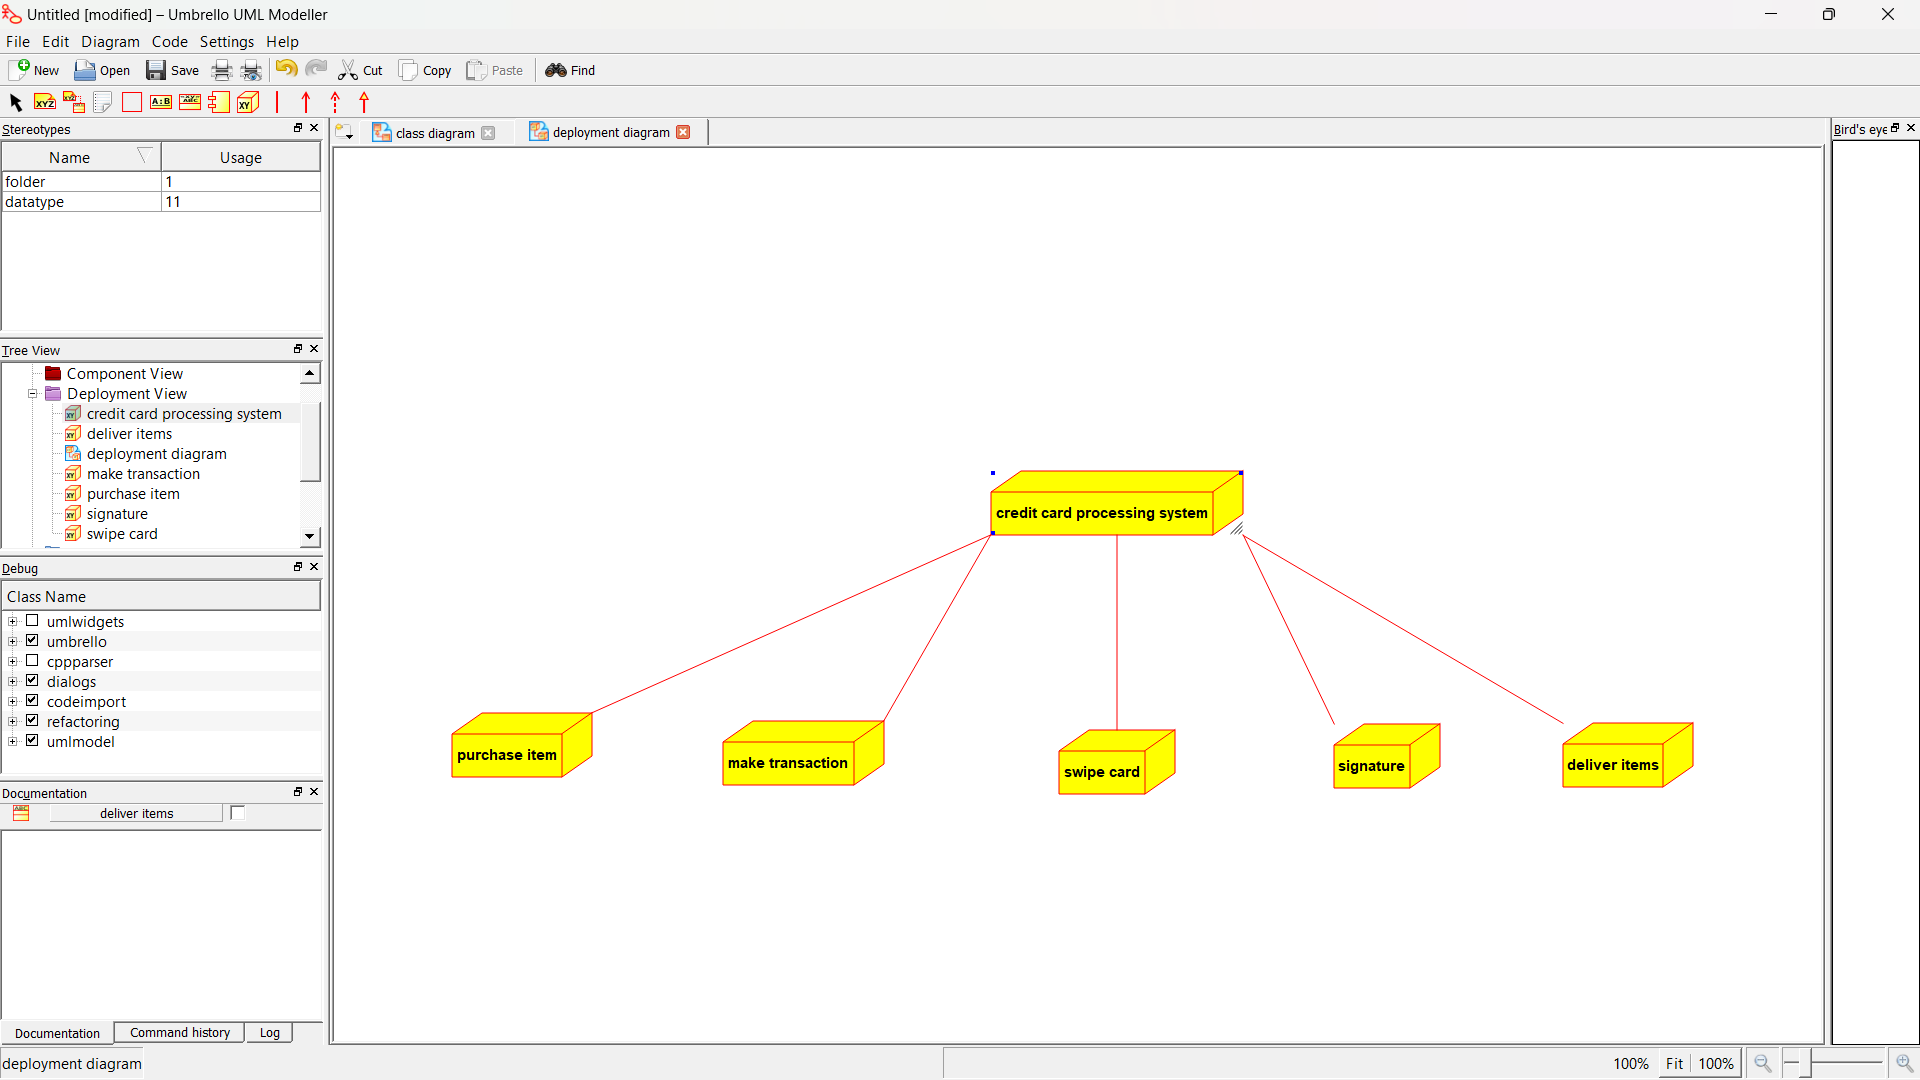 Untitled [modified] – Umbrello UML Modeller
File Edit Diagram Code Settings Help
New Open Save Cut Copy Paste Find
XYZ XYZ A:B ABC XY
Stereotypes
Name Usage
folder 1
datatype 11
Tree View
Component View
Deployment View
credit card processing system
deliver items
deployment diagram
make transaction
purchase item
signature
swipe card
Debug
Class Name
umlwidgets
umbrello
cppparser
dialogs
codeimport
refactoring
umlmodel
Documentation
deliver items
Documentation Command history Log
deployment diagram
class diagram deployment diagram
credit card processing system
purchase item
make transaction
swipe card
signature
deliver items
Bird's eye
100% Fit 100%